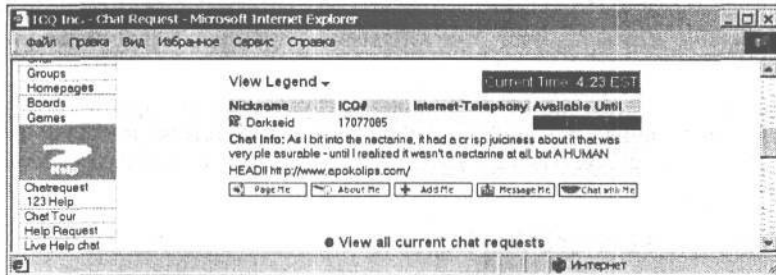 ICQ Inc. - Chat Request - Microsoft Internet Explorer
Файл Правка Вид Избранное Сервис Справка
Groups
Homepages
Boards
Games
Help
Chatrequest
123 Help
Chat Tour
Help Request
Live Help chat
View Legend
Current Time: 4:23 EST
Nickname ICQ# Internet-Telephony Available Until
Darkseid 17077085
Chat Info: As I bit into the nectarine, it had a crisp juiciness about it that was
very ple asurable - until I realized it wasn't a nectarine at all, but A HUMAN
HEAD!! http://www.apokolips.com/
Page Me About Me Add Me Message Me Chat with Me
View all current chat requests
Интернет